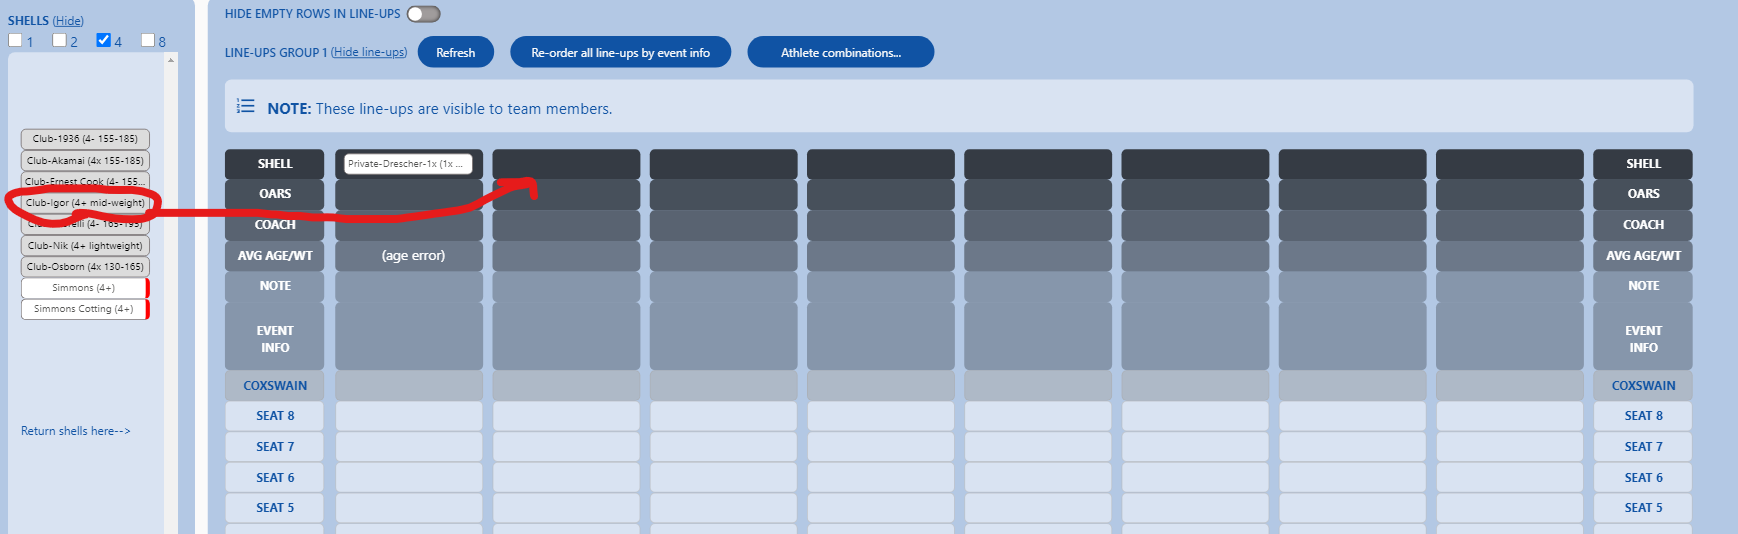 SHELLS (Hide)
1 2 4 8
Club-1936 (4- 155-185)
Club-Akamai (4x 155-185)
Club-Ernest Cook (4- 155...
Club-Igor (4+ mid-weight)
(4- 165-195)
Club-Nik (4+ lightweight)
Club-Osborn (4x 130-165)
Simmons (4+)
Simmons Cotting (4+)
Return shells here-->
HIDE EMPTY ROWS IN LINE-UPS
LINE-UPS GROUP 1 (Hide line-ups) Refresh Re-order all line-ups by event info Athlete combinations...
NOTE: These line-ups are visible to team members.
SHELL Private-Drescher-1x (1x ... SHELL
OARS OARS
COACH COACH
AVG AGE/WT (age error) AVG AGE/WT
NOTE NOTE
EVENT INFO EVENT INFO
COXSWAIN COXSWAIN
SEAT 8 SEAT 8
SEAT 7 SEAT 7
SEAT 6 SEAT 6
SEAT 5 SEAT 5